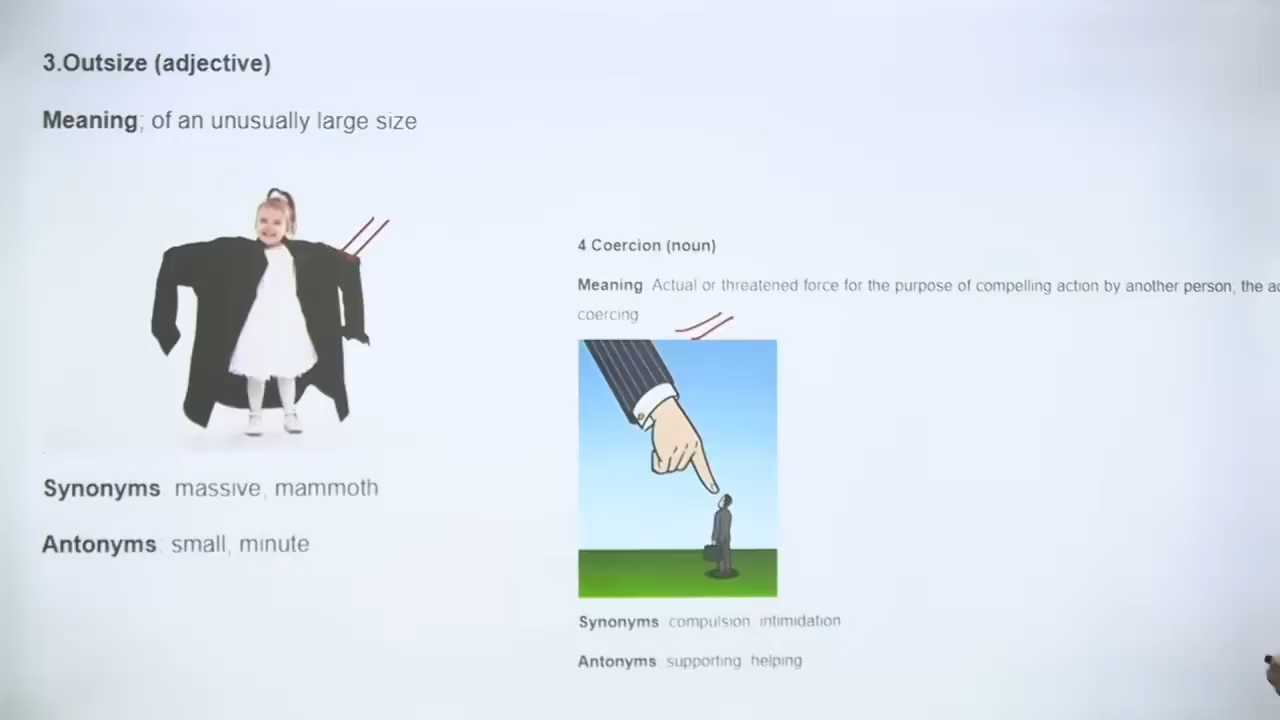 3.Outsize (adjective)
Meaning; of an unusually large size
Synonyms: massive, mammoth
Antonyms: small, minute
4 Coercion (noun)
Meaning Actual or threatened force for the purpose of compelling action by another person, the
coercing
Synonyms compulsion intimidation
Antonyms supporting helping